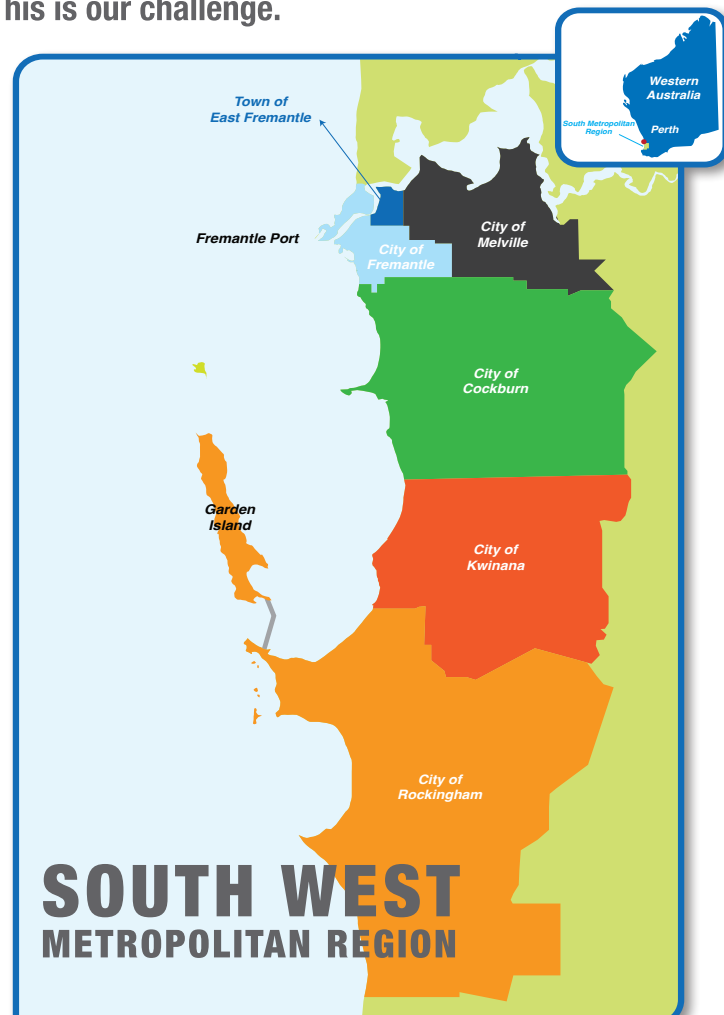 his is our challenge.
Western
Australia
South Metropolitan
Region
Perth
Town of
East Fremantle
Fremantle Port
City of
Melville
City of
Fremantle
City of
Cockburn
Garden
Island
City of
Kwinana
City of
Rockingham
SOUTH WEST
METROPOLITAN REGION